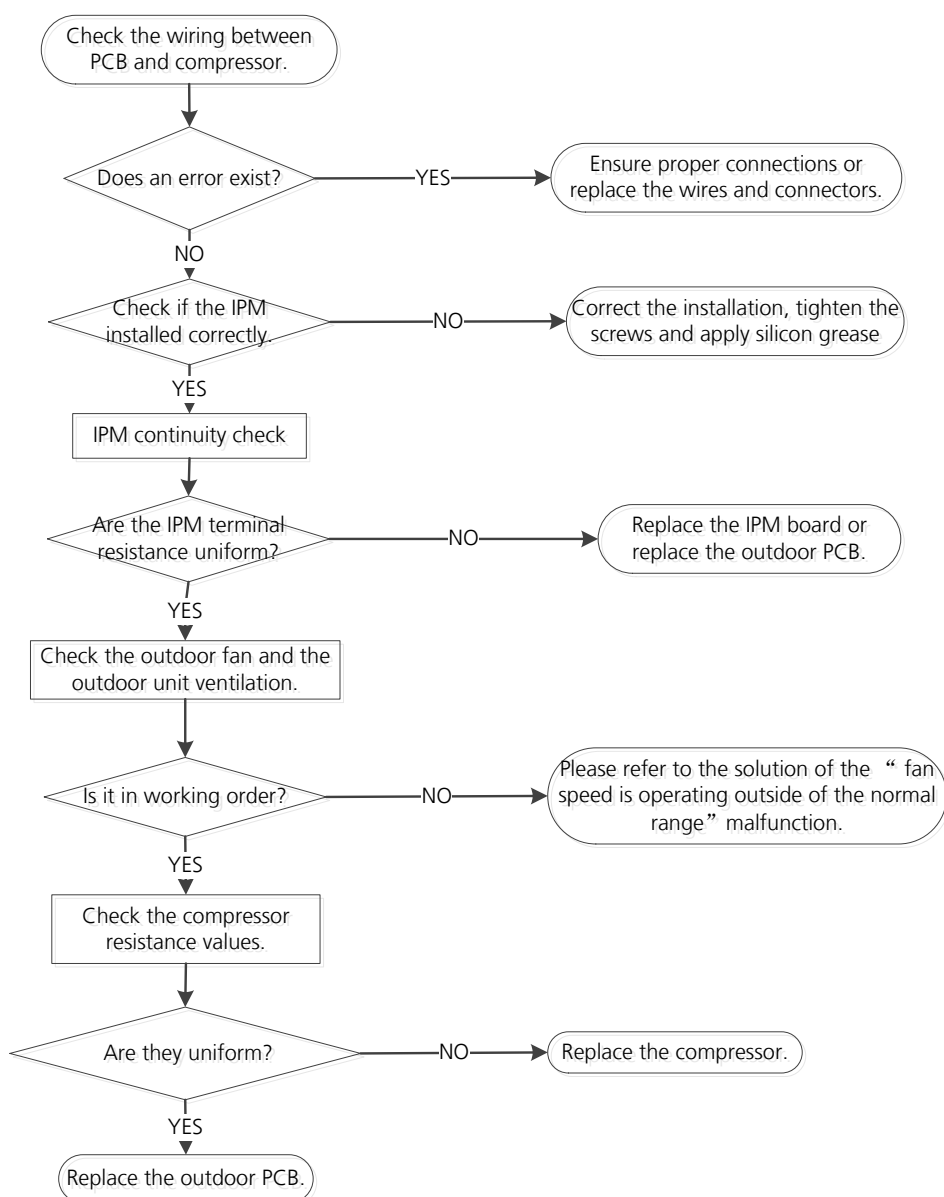 Check the wiring between
PCB and compressor.
Does an error exist?
YES
Ensure proper connections or
replace the wires and connectors.
NO
Check if the IPM
installed correctly.
NO
Correct the installation, tighten the
screws and apply silicon grease
YES
IPM continuity check
Are the IPM terminal
resistance uniform?
NO
Replace the IPM board or
replace the outdoor PCB.
YES
Check the outdoor fan and the
outdoor unit ventilation.
Is it in working order?
NO
Please refer to the solution of the “ fan
speed is operating outside of the normal
range” malfunction.
YES
Check the compressor
resistance values.
Are they uniform?
NO
Replace the compressor.
YES
Replace the outdoor PCB.